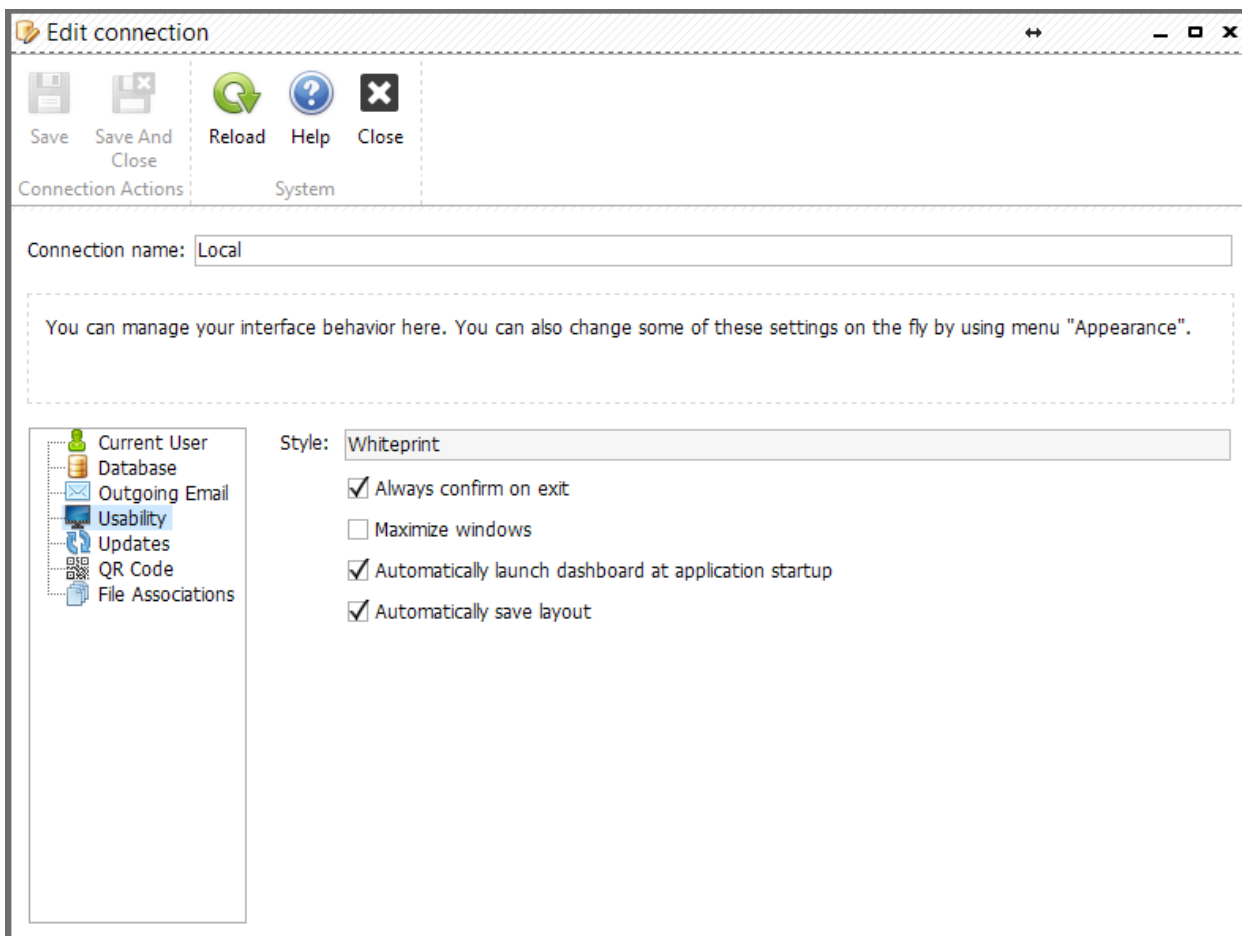 Edit connection
Save
Save And
Close
Reload
Help
Close
Connection Actions
System
Connection name: Local
You can manage your interface behavior here. You can also change some of these settings on the fly by using menu "Appearance".
Current User
Database
Outgoing Email
Usability
Updates
QR Code
File Associations
Style: Whiteprint
Always confirm on exit
Maximize windows
Automatically launch dashboard at application startup
Automatically save layout